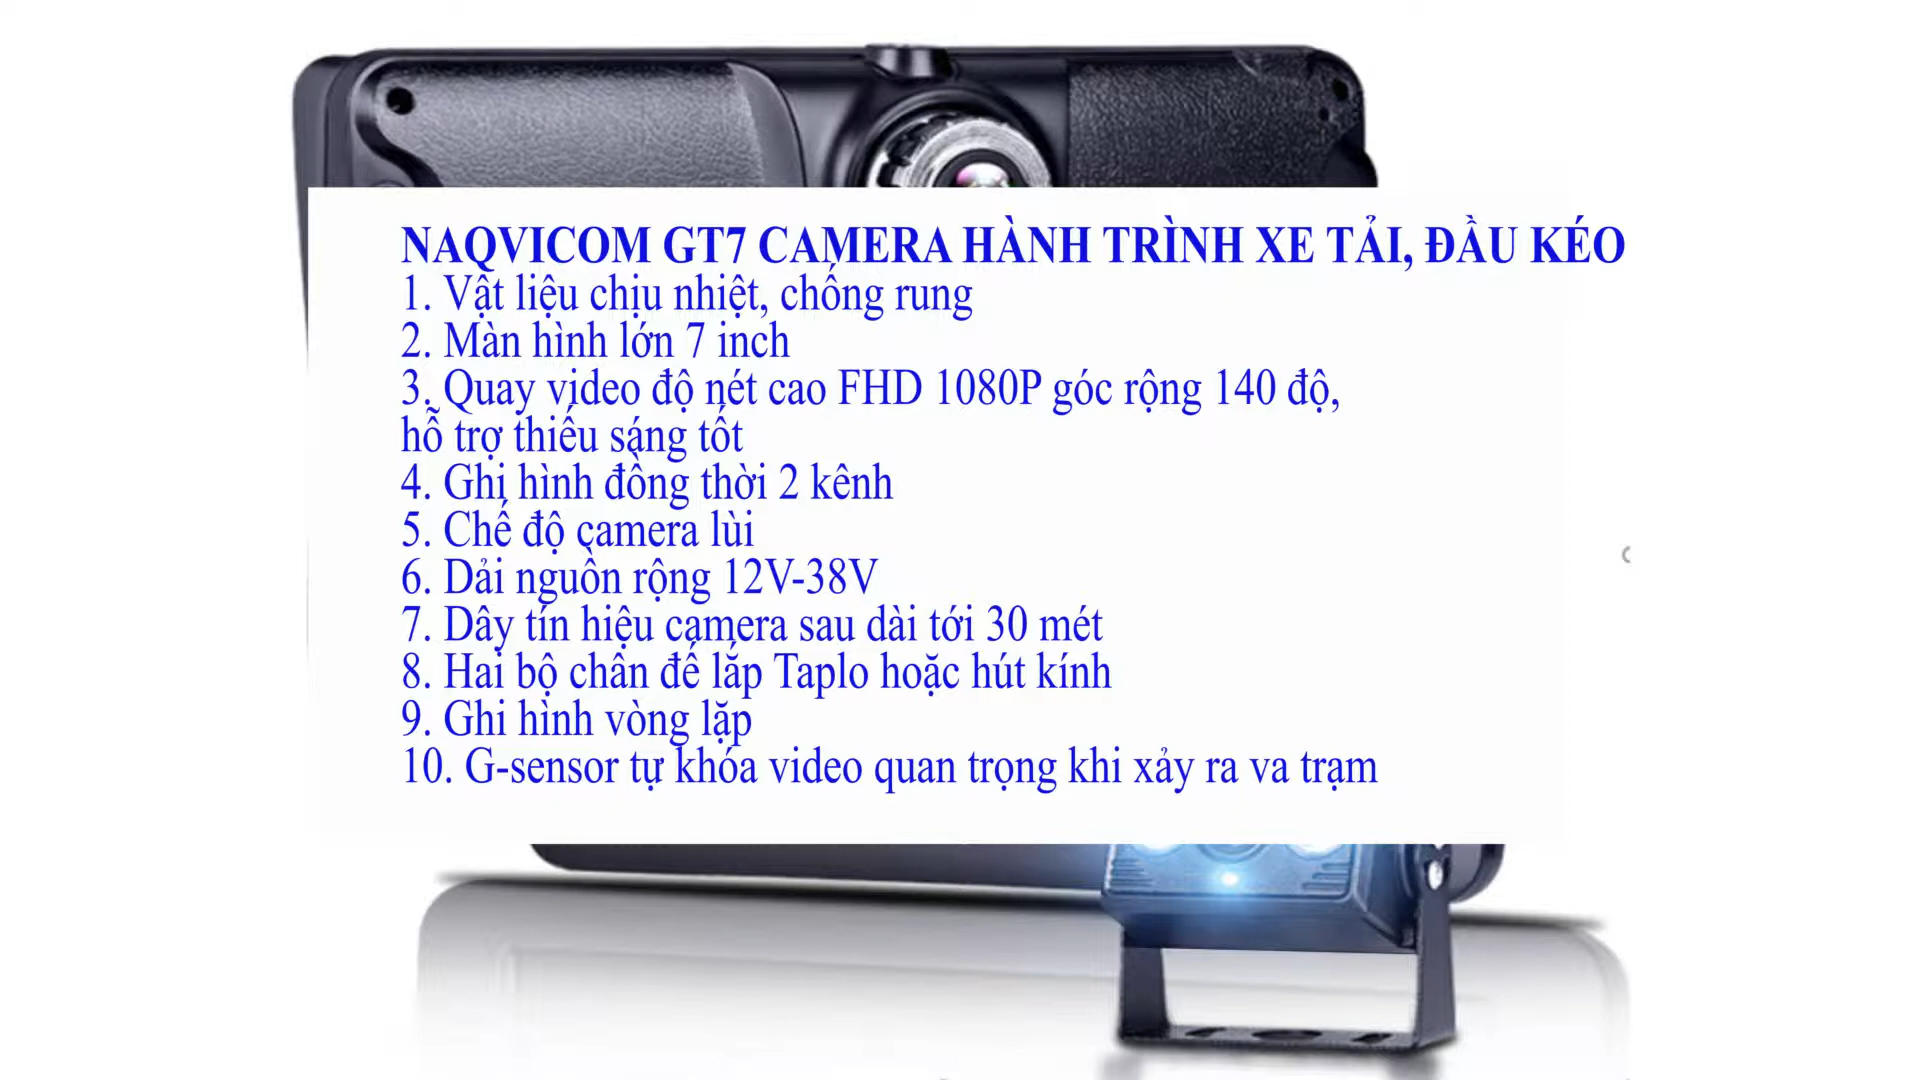 NAQVICOM GT7 CAMERA HÀNH TRÌNH XE TẢI, ĐẦU KÉO
1. Vật liệu chịu nhiệt, chống rung
2. Màn hình lớn 7 inch
3. Quay video độ nét cao FHD 1080P góc rộng 140 độ,
hỗ trợ thiếu sáng tốt
4. Ghi hình đồng thời 2 kênh
5. Chế độ camera lùi
6. Dải nguồn rộng 12V-38V
7. Dây tín hiệu camera sau dài tới 30 mét
8. Hai bộ chân đế lắp Taplo hoặc hút kính
9. Ghi hình vòng lặp
10. G-sensor tự khóa video quan trọng khi xảy ra va trạm